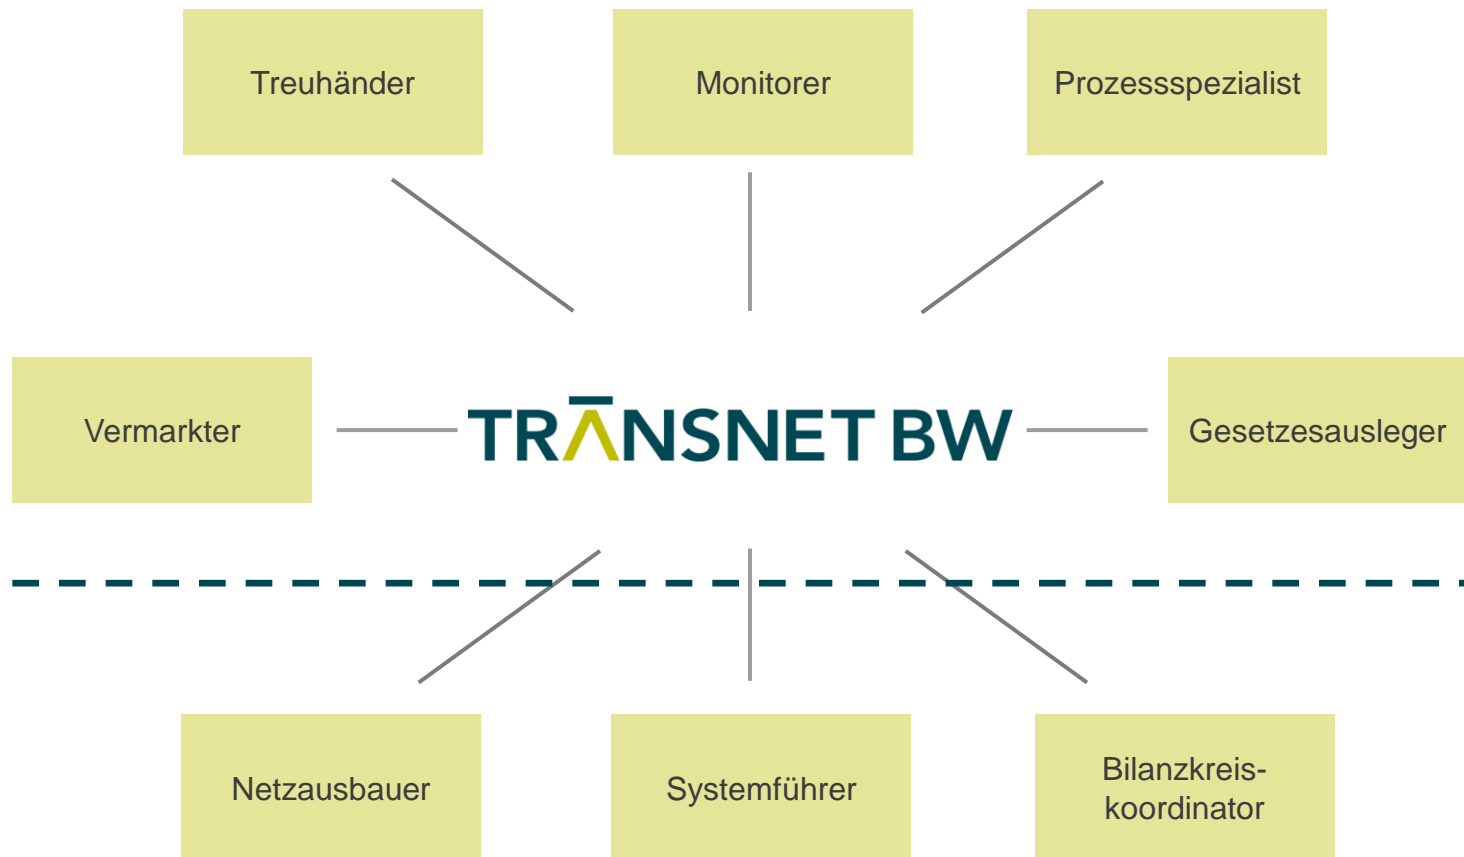 Treuhänder
Monitorer
Prozessspezialist
Vermarkter
TRANSNET BW
Gesetzesausleger
Netzausbauer
Systemführer
Bilanzkreis-
koordinator